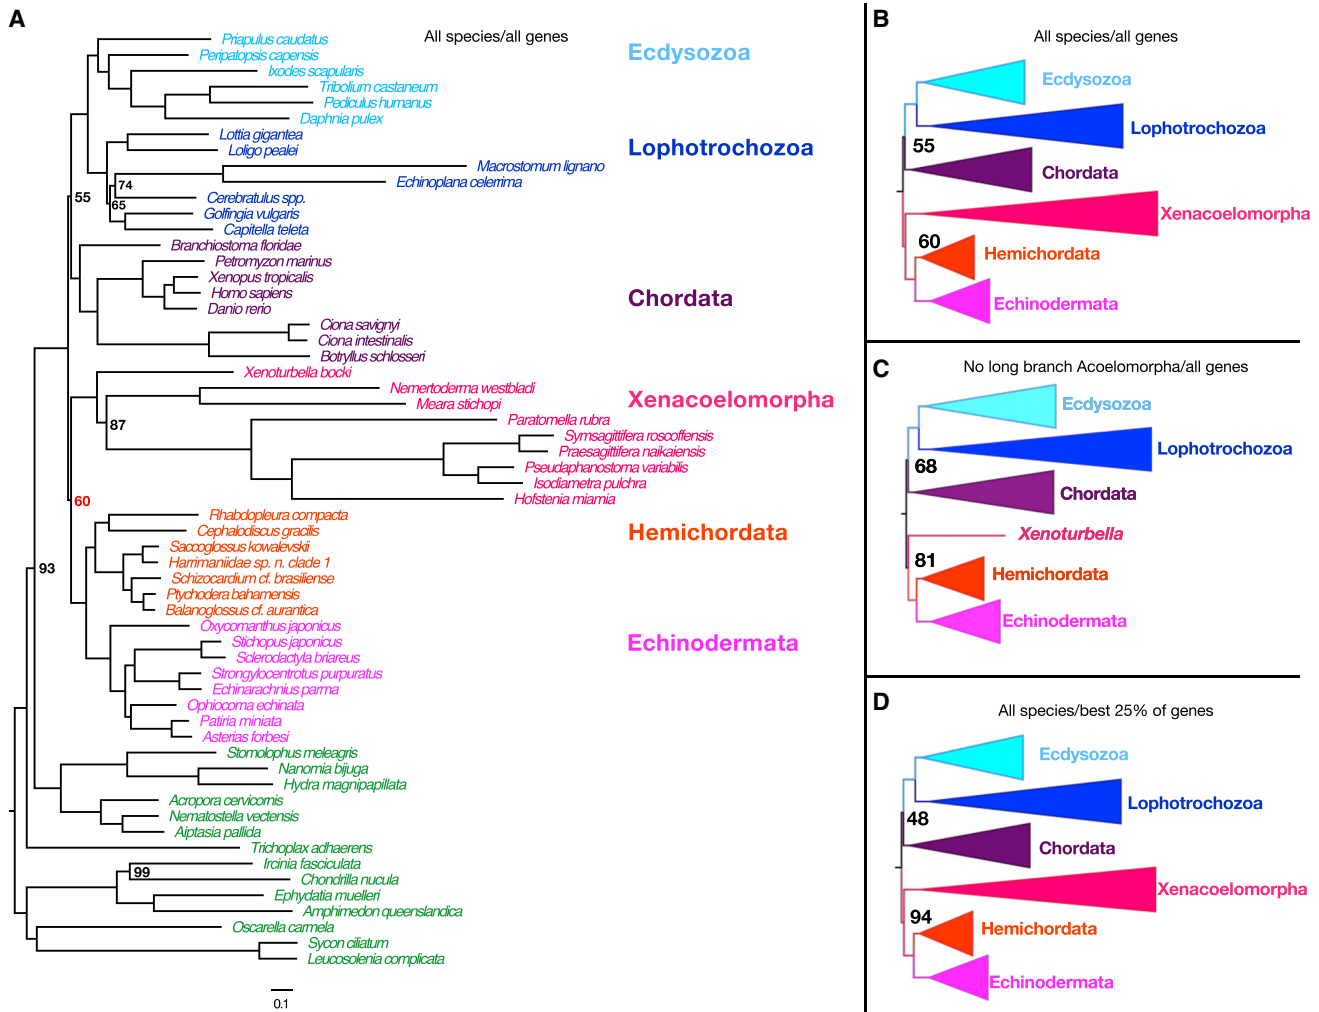 A
All species/all genes
Priapulus caudatus
Peripatopsis capensis
Ecdysozoa
Ixodes scapularis
Tribolium castaneum
Pediculus humanus
Daphnia pulex
Lottia gigantea
Loligo pealei
Lophotrochozoa
Macrostomum lignano
74
Echinoplana celerrima
55
Cerebratulus spp.
65
Golfingia vulgaris
Capitella teleta
Branchiostoma floridae
Petromyzon marinus
Xenopus tropicalis
Homo sapiens
Chordata
Danio rerio
Ciona savignyi
Ciona intestinalis
Botryllus schlosseri
Xenoturbella bocki
Nemertoderma westbladi
Xenacoelomorpha
Meara stichopi
87
Paratomella rubra
Symsagittifera roscoffensis
Praesagittifera naikaiensis
Pseudaphanostoma variabilis
Isodiametra pulchra
60
Hofstenia miamia
Rhabdopleura compacta
Cephalodiscus gracilis
Hemichordata
Saccoglossus kowalevskii
Harrimaniidae sp. n. clade 1
93
Schizocardium cf. brasiliense
Ptychodera bahamensis
Balanoglossus cf. aurantica
Oxycomanthus japonicus
Stichopus japonicus
Echinodermata
Sclerodactyla briareus
Strongylocentrotus purpuratus
Echinarachnius parma
Ophiocoma echinata
Patiria miniata
Asterias forbesi
Stomolophus meleagris
Nanomia bijuga
Hydra magnipapillata
Acropora cervicornis
Nematostella vectensis
Aiptasia pallida
Trichoplax adhaerens
Ircinia fasciculata
99
Chondrilla nucula
Ephydatia muelleri
Amphimedon queenslandica
Oscarella carmela
Sycon ciliatum
Leucosolenia complicata
0.1
B
All species/all genes
Ecdysozoa
Lophotrochozoa
55
Chordata
Xenacoelomorpha
60
Hemichordata
Echinodermata
C
No long branch Acoelomorpha/all genes
Ecdysozoa
Lophotrochozoa
68
Chordata
Xenoturbella
81
Hemichordata
Echinodermata
D
All species/best 25% of genes
Ecdysozoa
Lophotrochozoa
48
Chordata
Xenacoelomorpha
94
Hemichordata
Echinodermata